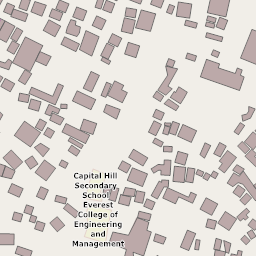 Capital Hill
Secondary
School
Everest
College of
Engineering
and
Management